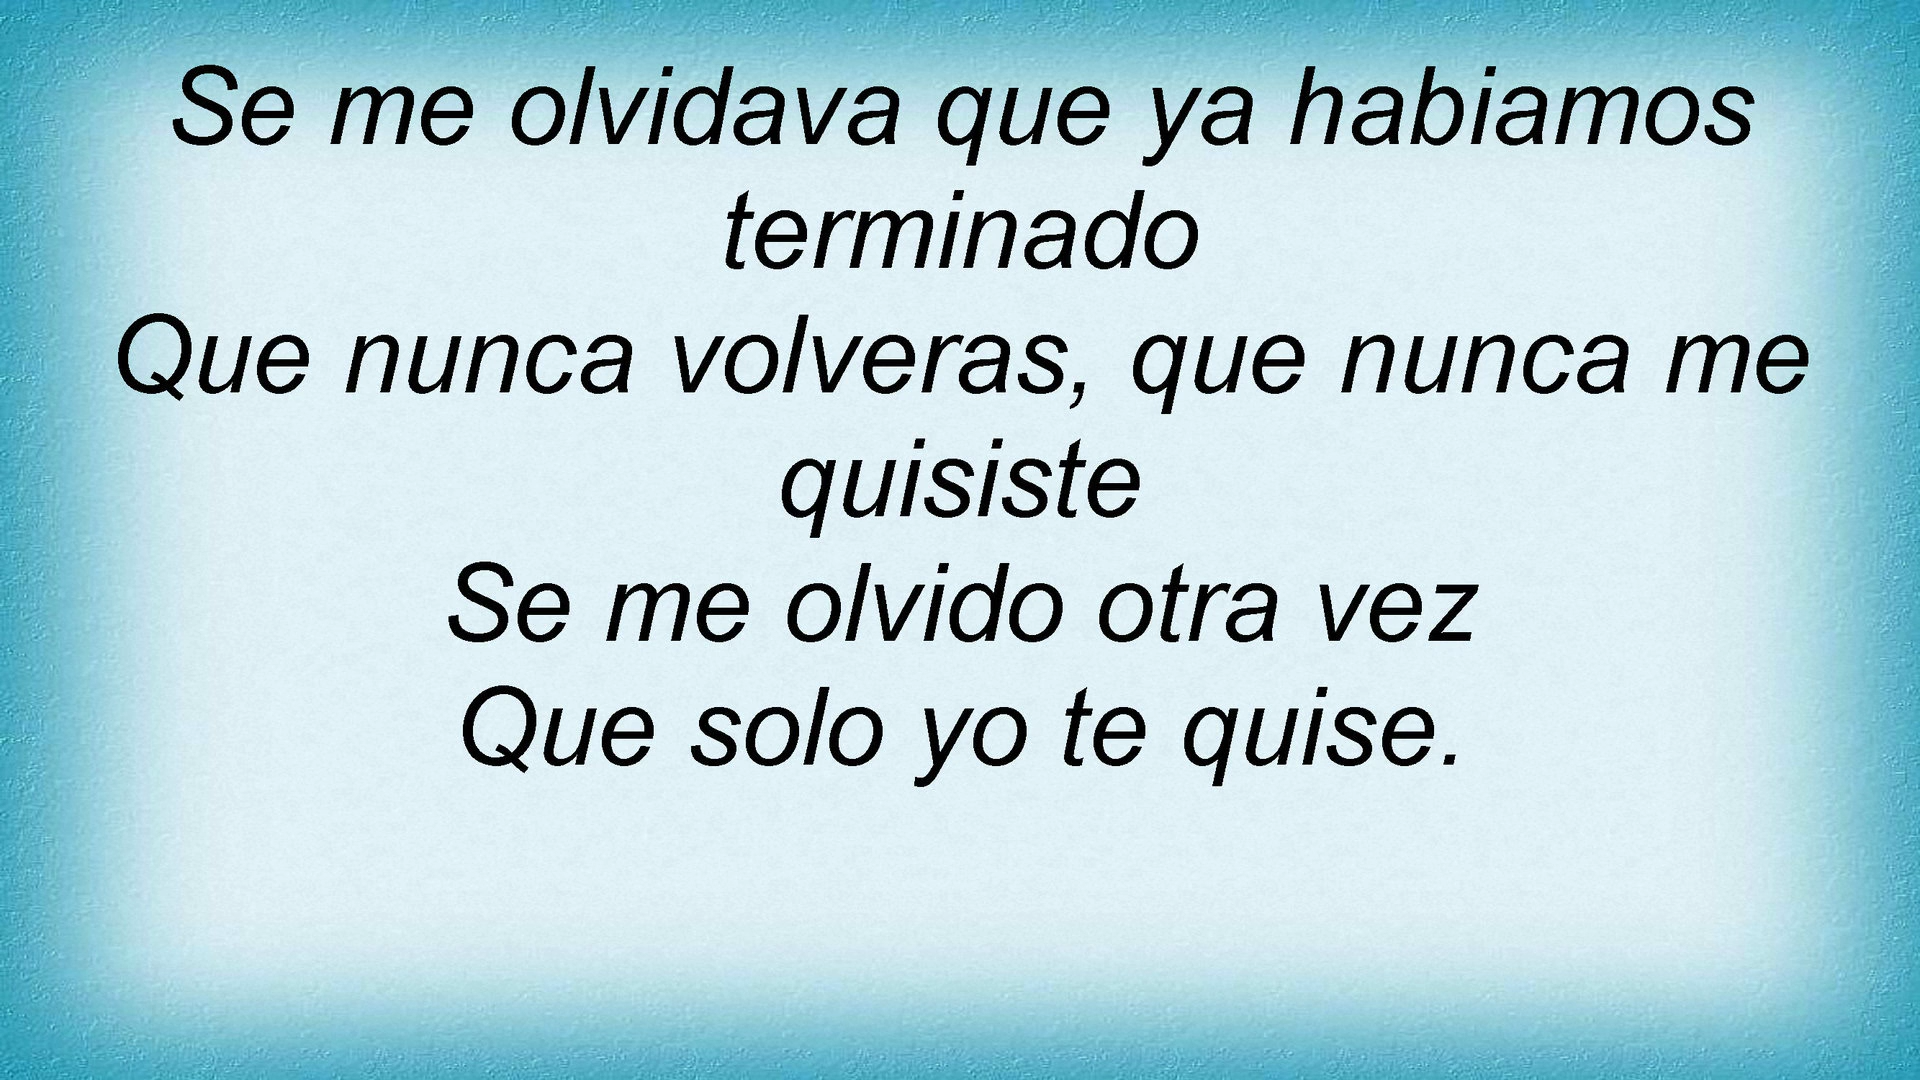 Se me olvidava que ya habiamos
terminado
Que nunca volveras, que nunca me
quisiste
Se me olvido otra vez
Que solo yo te quise.